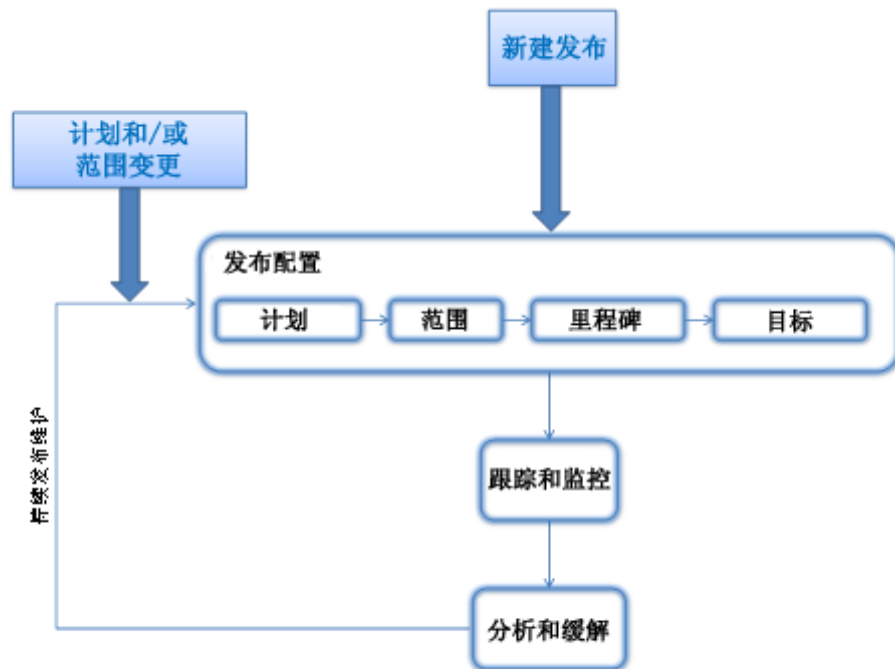 新建发布
计划和/或
范围变更
发布配置
计划
范围
里程碑
目标
持续发布维护
跟踪和监控
分析和缓解